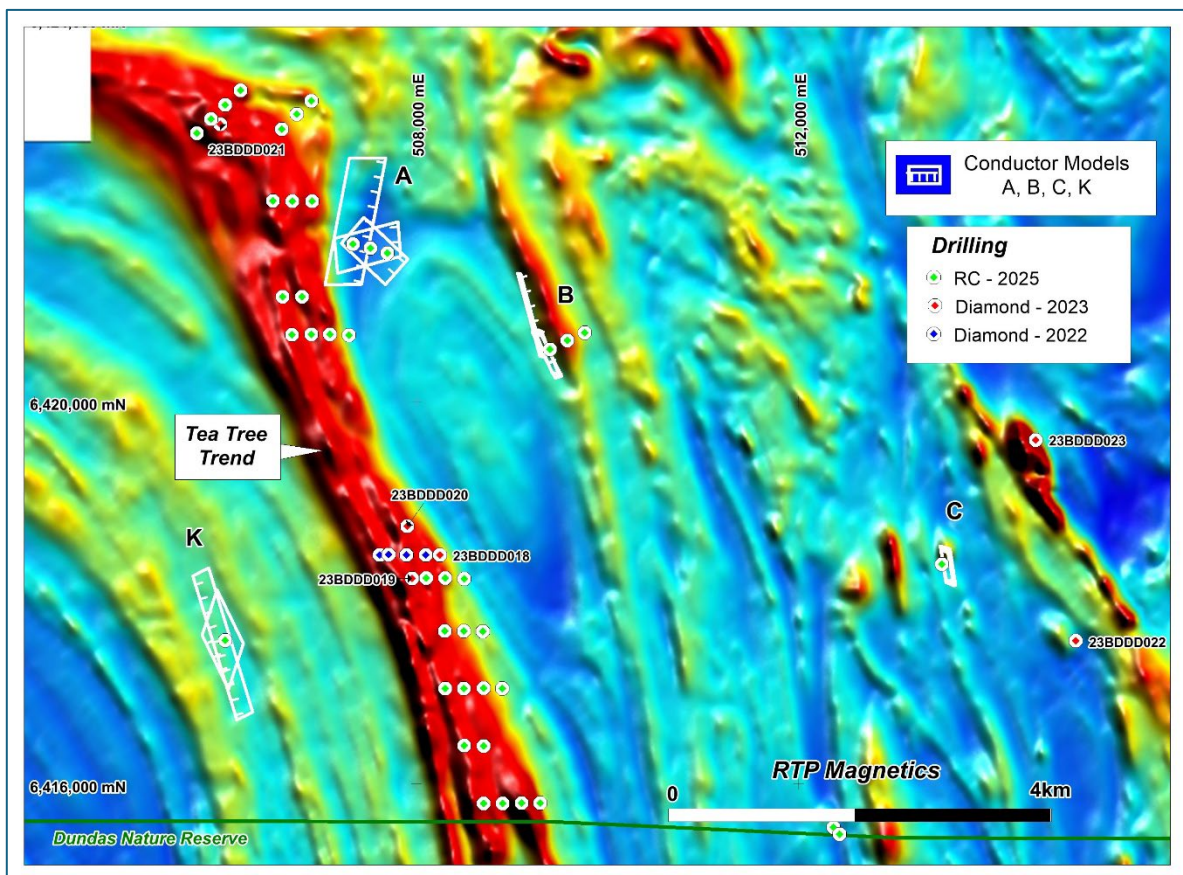 508,000 mE
512,000 mE
A
Conductor Models
A, B, C, K
Drilling
RC - 2025
Diamond - 2023
Diamond - 2022
23BDDD021
B
6,420,000 mN
Tea Tree
Trend
23BDDD023
23BDDD020
C
K
23BDDD018
23BDDD019
23BDDD022
RTP Magnetics
6,416,000 mN
0
4km
Dundas Nature Reserve